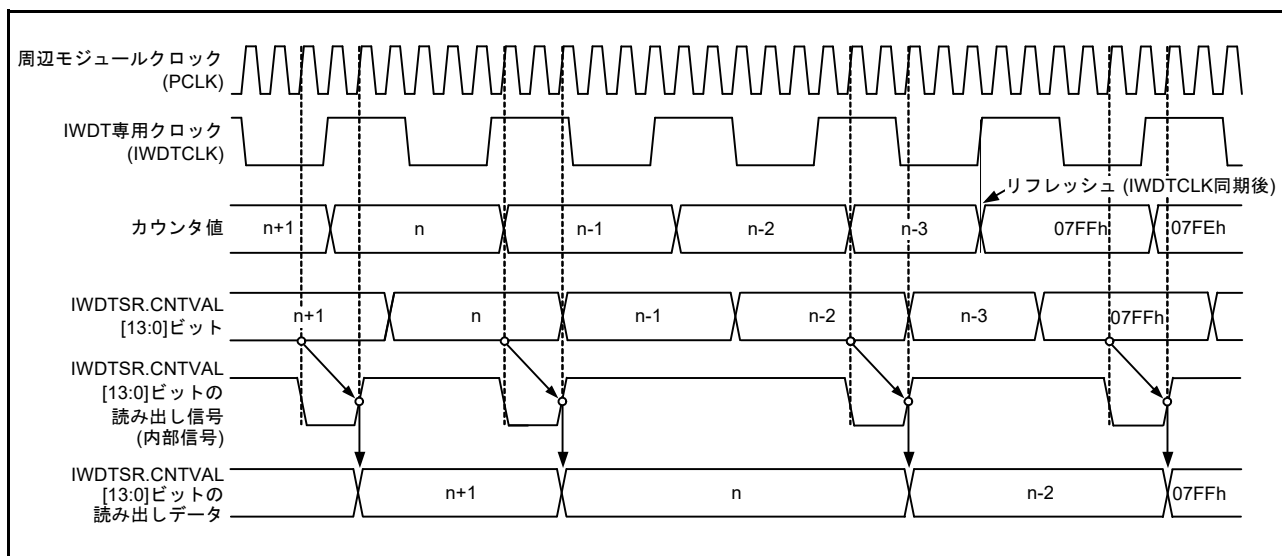 周辺モジュールクロック
(PCLK)
IWDT専用クロック
(IWDTCLK)
リフレッシュ (IWDTCLK同期後)
カウンタ値
n+1
n
n-1
n-2
n-3
07FFh
07FEh
IWDTSR.CNTVAL
[13:0]ビット
n+1
n
n-1
n-2
n-3
07FFh
IWDTSR.CNTVAL
[13:0]ビットの
読み出し信号
(内部信号)
IWDTSR.CNTVAL
[13:0]ビットの
読み出しデータ
n+1
n
n-2
07FFh